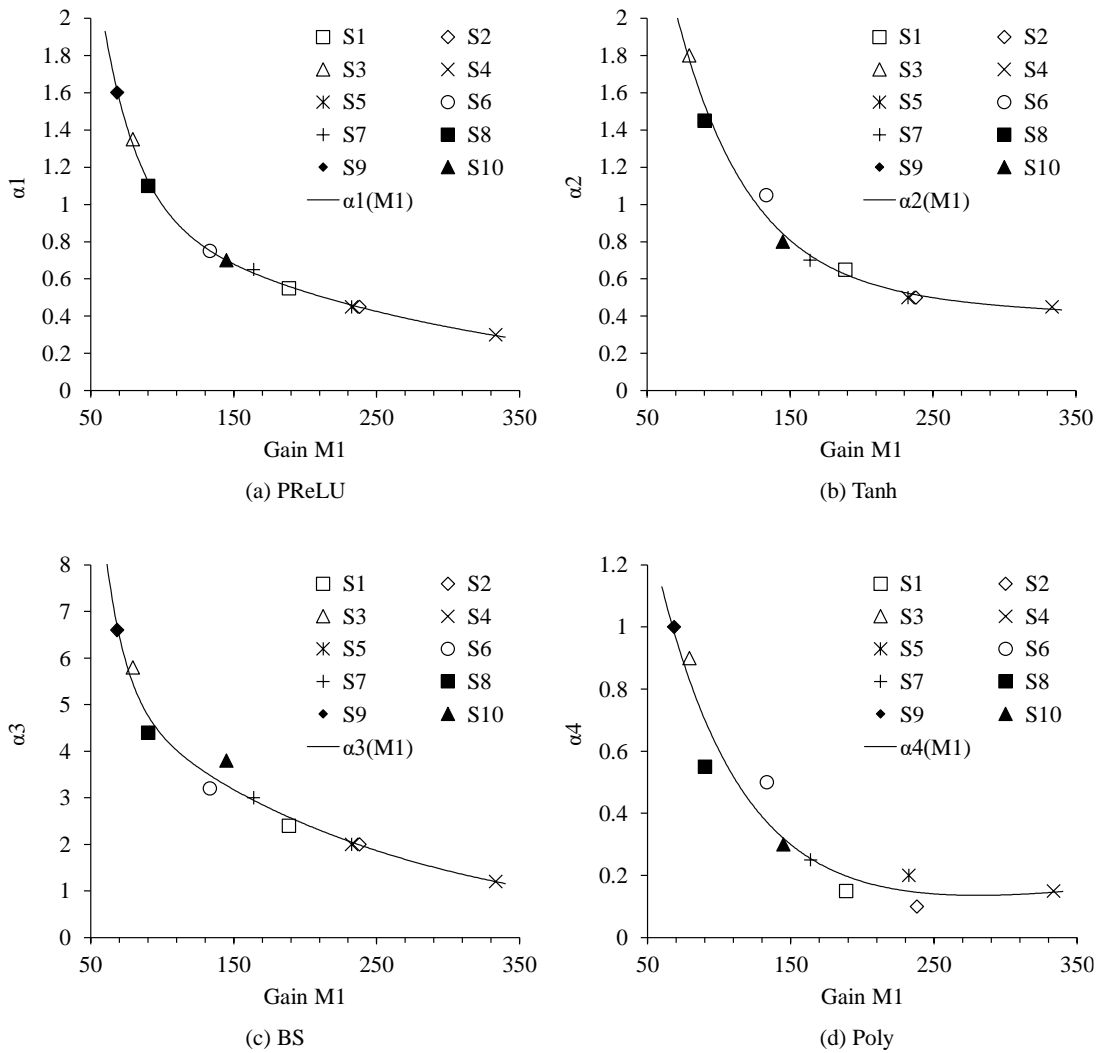 2
1.8
1.6
1.4
1.2
1
0.8
0.6
0.4
0.2
0
α1
50 150 250 350
Gain M1
S1 S2
S3 S4
S5 S6
S7 S8
S9 S10
α1(M1)
(a) PReLU
2
1.8
1.6
1.4
1.2
1
0.8
0.6
0.4
0.2
0
α2
50 150 250 350
Gain M1
S1 S2
S3 S4
S5 S6
S7 S8
S9 S10
α2(M1)
(b) Tanh
8
7
6
5
4
3
2
1
0
α3
50 150 250 350
Gain M1
S1 S2
S3 S4
S5 S6
S7 S8
S9 S10
α3(M1)
(c) BS
1.2
1
0.8
0.6
0.4
0.2
0
α4
50 150 250 350
Gain M1
S1 S2
S3 S4
S5 S6
S7 S8
S9 S10
α4(M1)
(d) Poly